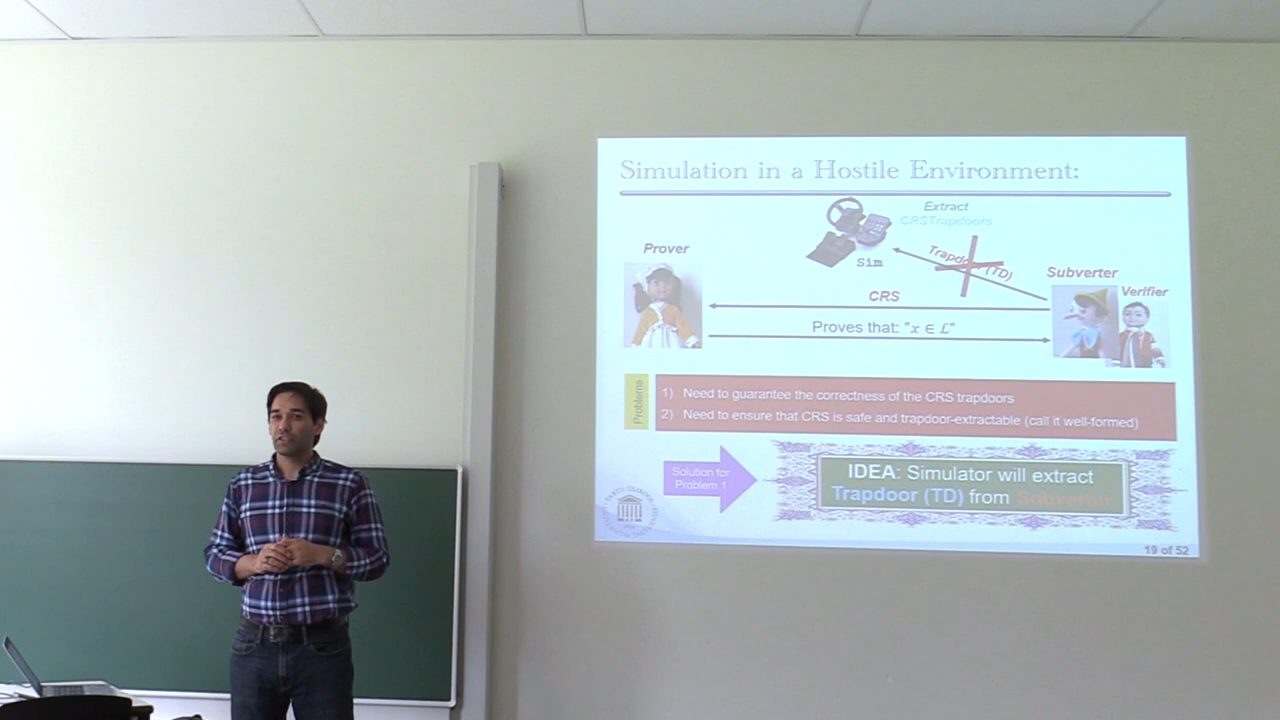 Simulation in a Hostile Environment:
Extract
CRSTrapdoors
Trapdoor (TD)
Sim
Prover
Subverter
Verifier
CRS
Proves that: "x ∈ ℒ"
Problems
1) Need to guarantee the correctness of the CRS trapdoors
2) Need to ensure that CRS is safe and trapdoor-extractable (call it well-formed)
Solution for
Problem 1
IDEA: Simulator will extract
Trapdoor (TD) from Subverter
19 of 52